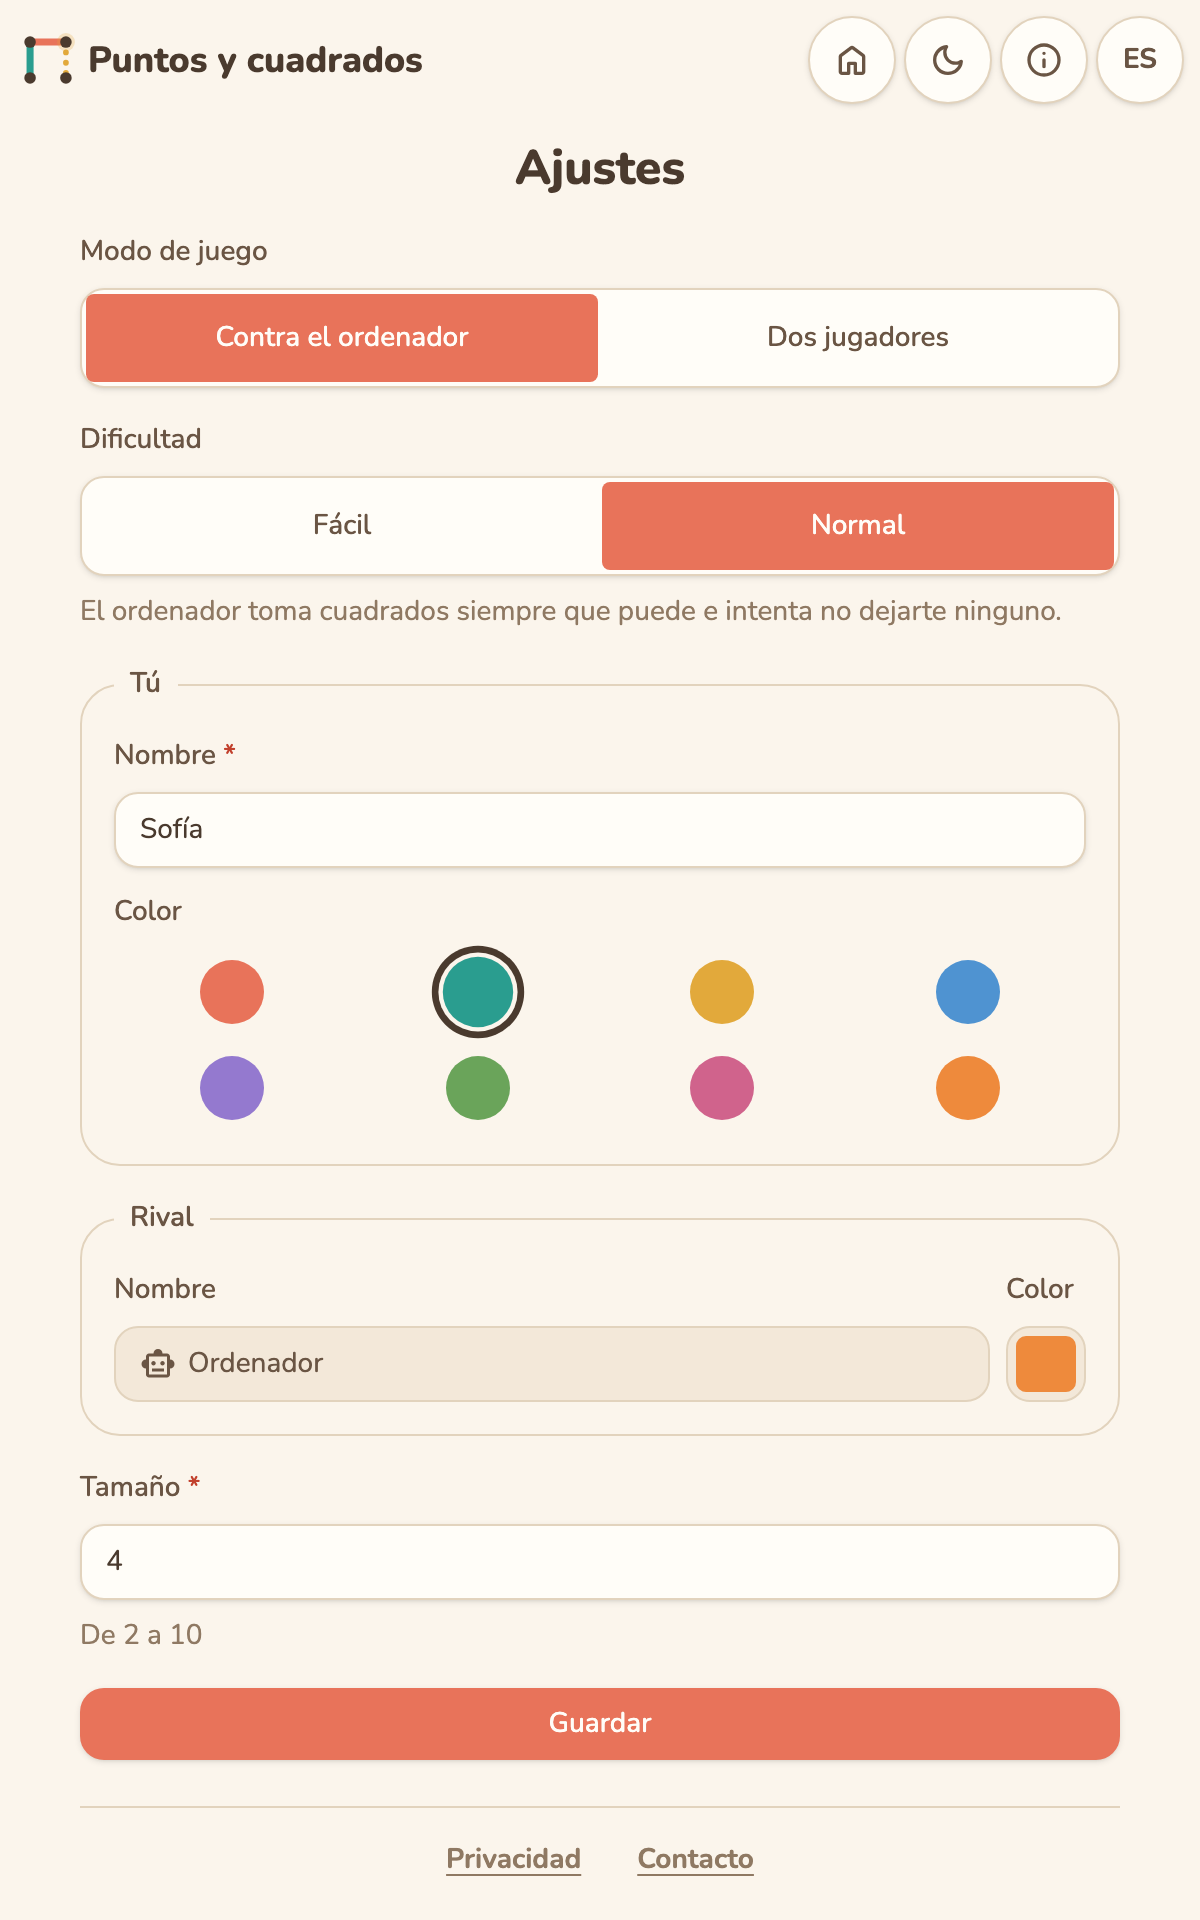 Puntos y cuadrados
ES
Ajustes
Modo de juego
Contra el ordenador
Dos jugadores
Dificultad
Fácil
Normal
El ordenador toma cuadrados siempre que puede e intenta no dejarte ninguno.
Tú
Nombre *
Sofía
Color
Rival
Nombre
Color
Ordenador
Tamaño *
4
De 2 a 10
Guardar
Privacidad
Contacto